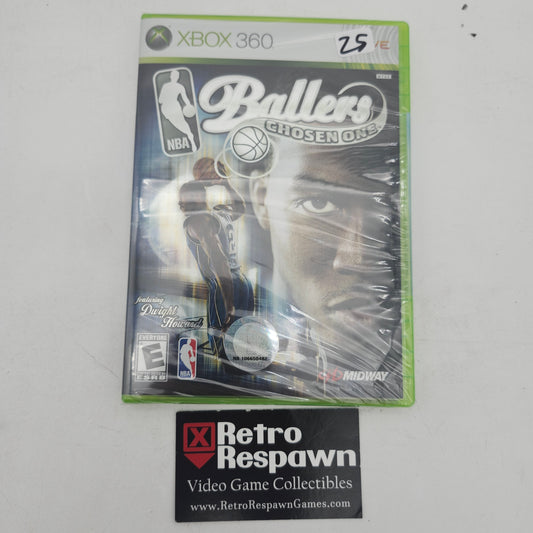 XBOX 360
25
Ballers
CHOSEN ONE
NBA
featuring
Dwight
Howard
EVERYONE
E
ESRB
NBA
MIDWAY
Retro
Respawn
Video Game Collectibles
www.RetroRespawnGames.com